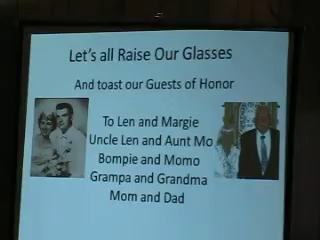 Let's all Raise Our Glasses
And toast our Guests of Honor
To Len and Margie
Uncle Len and Aunt Mo
Bompie and Momo
Grampa and Grandma
Mom and Dad